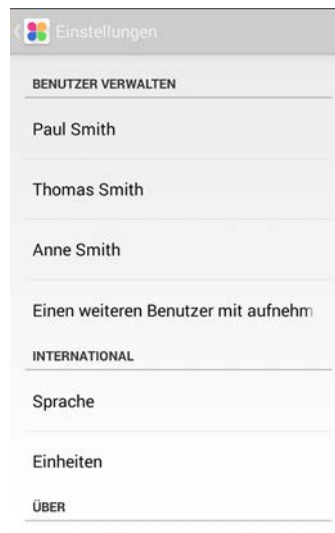 Einstellungen
BENUTZER VERWALTEN
Paul Smith
Thomas Smith
Anne Smith
Einen weiteren Benutzer mit aufnehm
INTERNATIONAL
Sprache
Einheiten
ÜBER